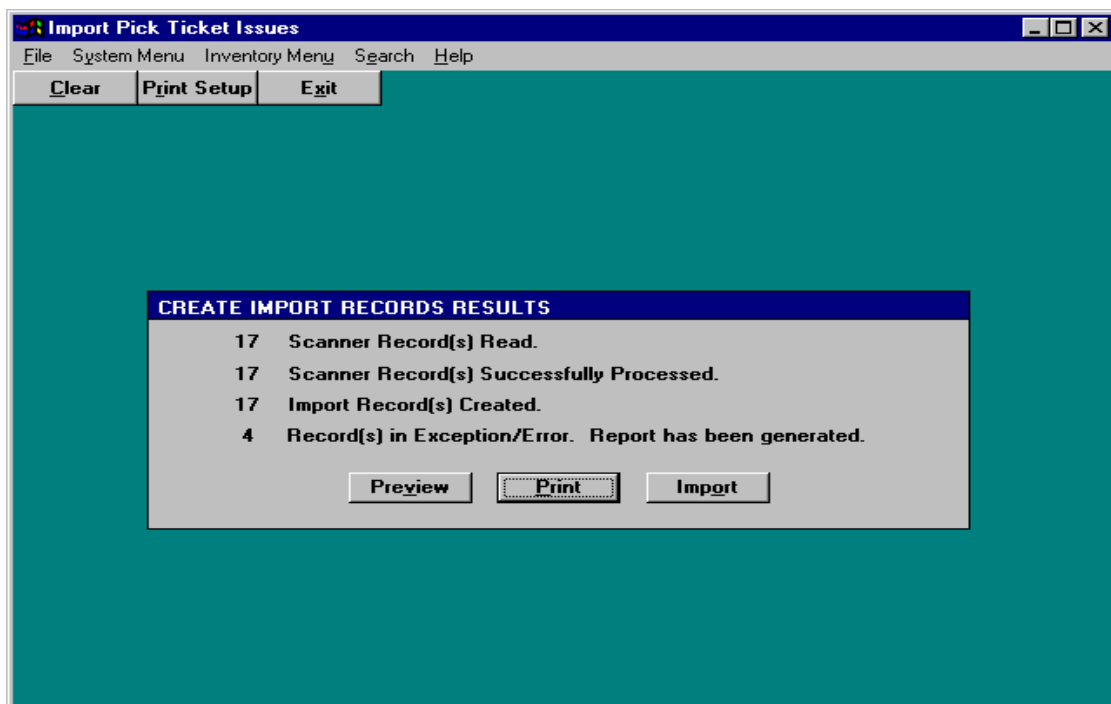 Import Pick Ticket Issues
File System Menu Inventory Menu Search Help
Clear Print Setup Exit
CREATE IMPORT RECORDS RESULTS
17 Scanner Record(s) Read.
17 Scanner Record(s) Successfully Processed.
17 Import Record(s) Created.
4 Record(s) in Exception/Error. Report has been generated.
Preview Print Import